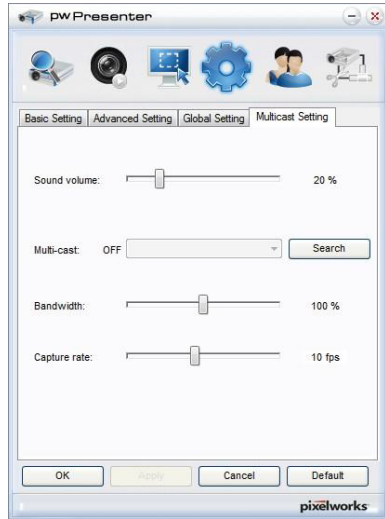 pwPresenter
Basic Setting Advanced Setting Global Setting Multicast Setting
Sound volume: 20 %
Multi-cast: OFF Search
Bandwidth: 100 %
Capture rate: 10 fps
OK Apply Cancel Default
pixelworks